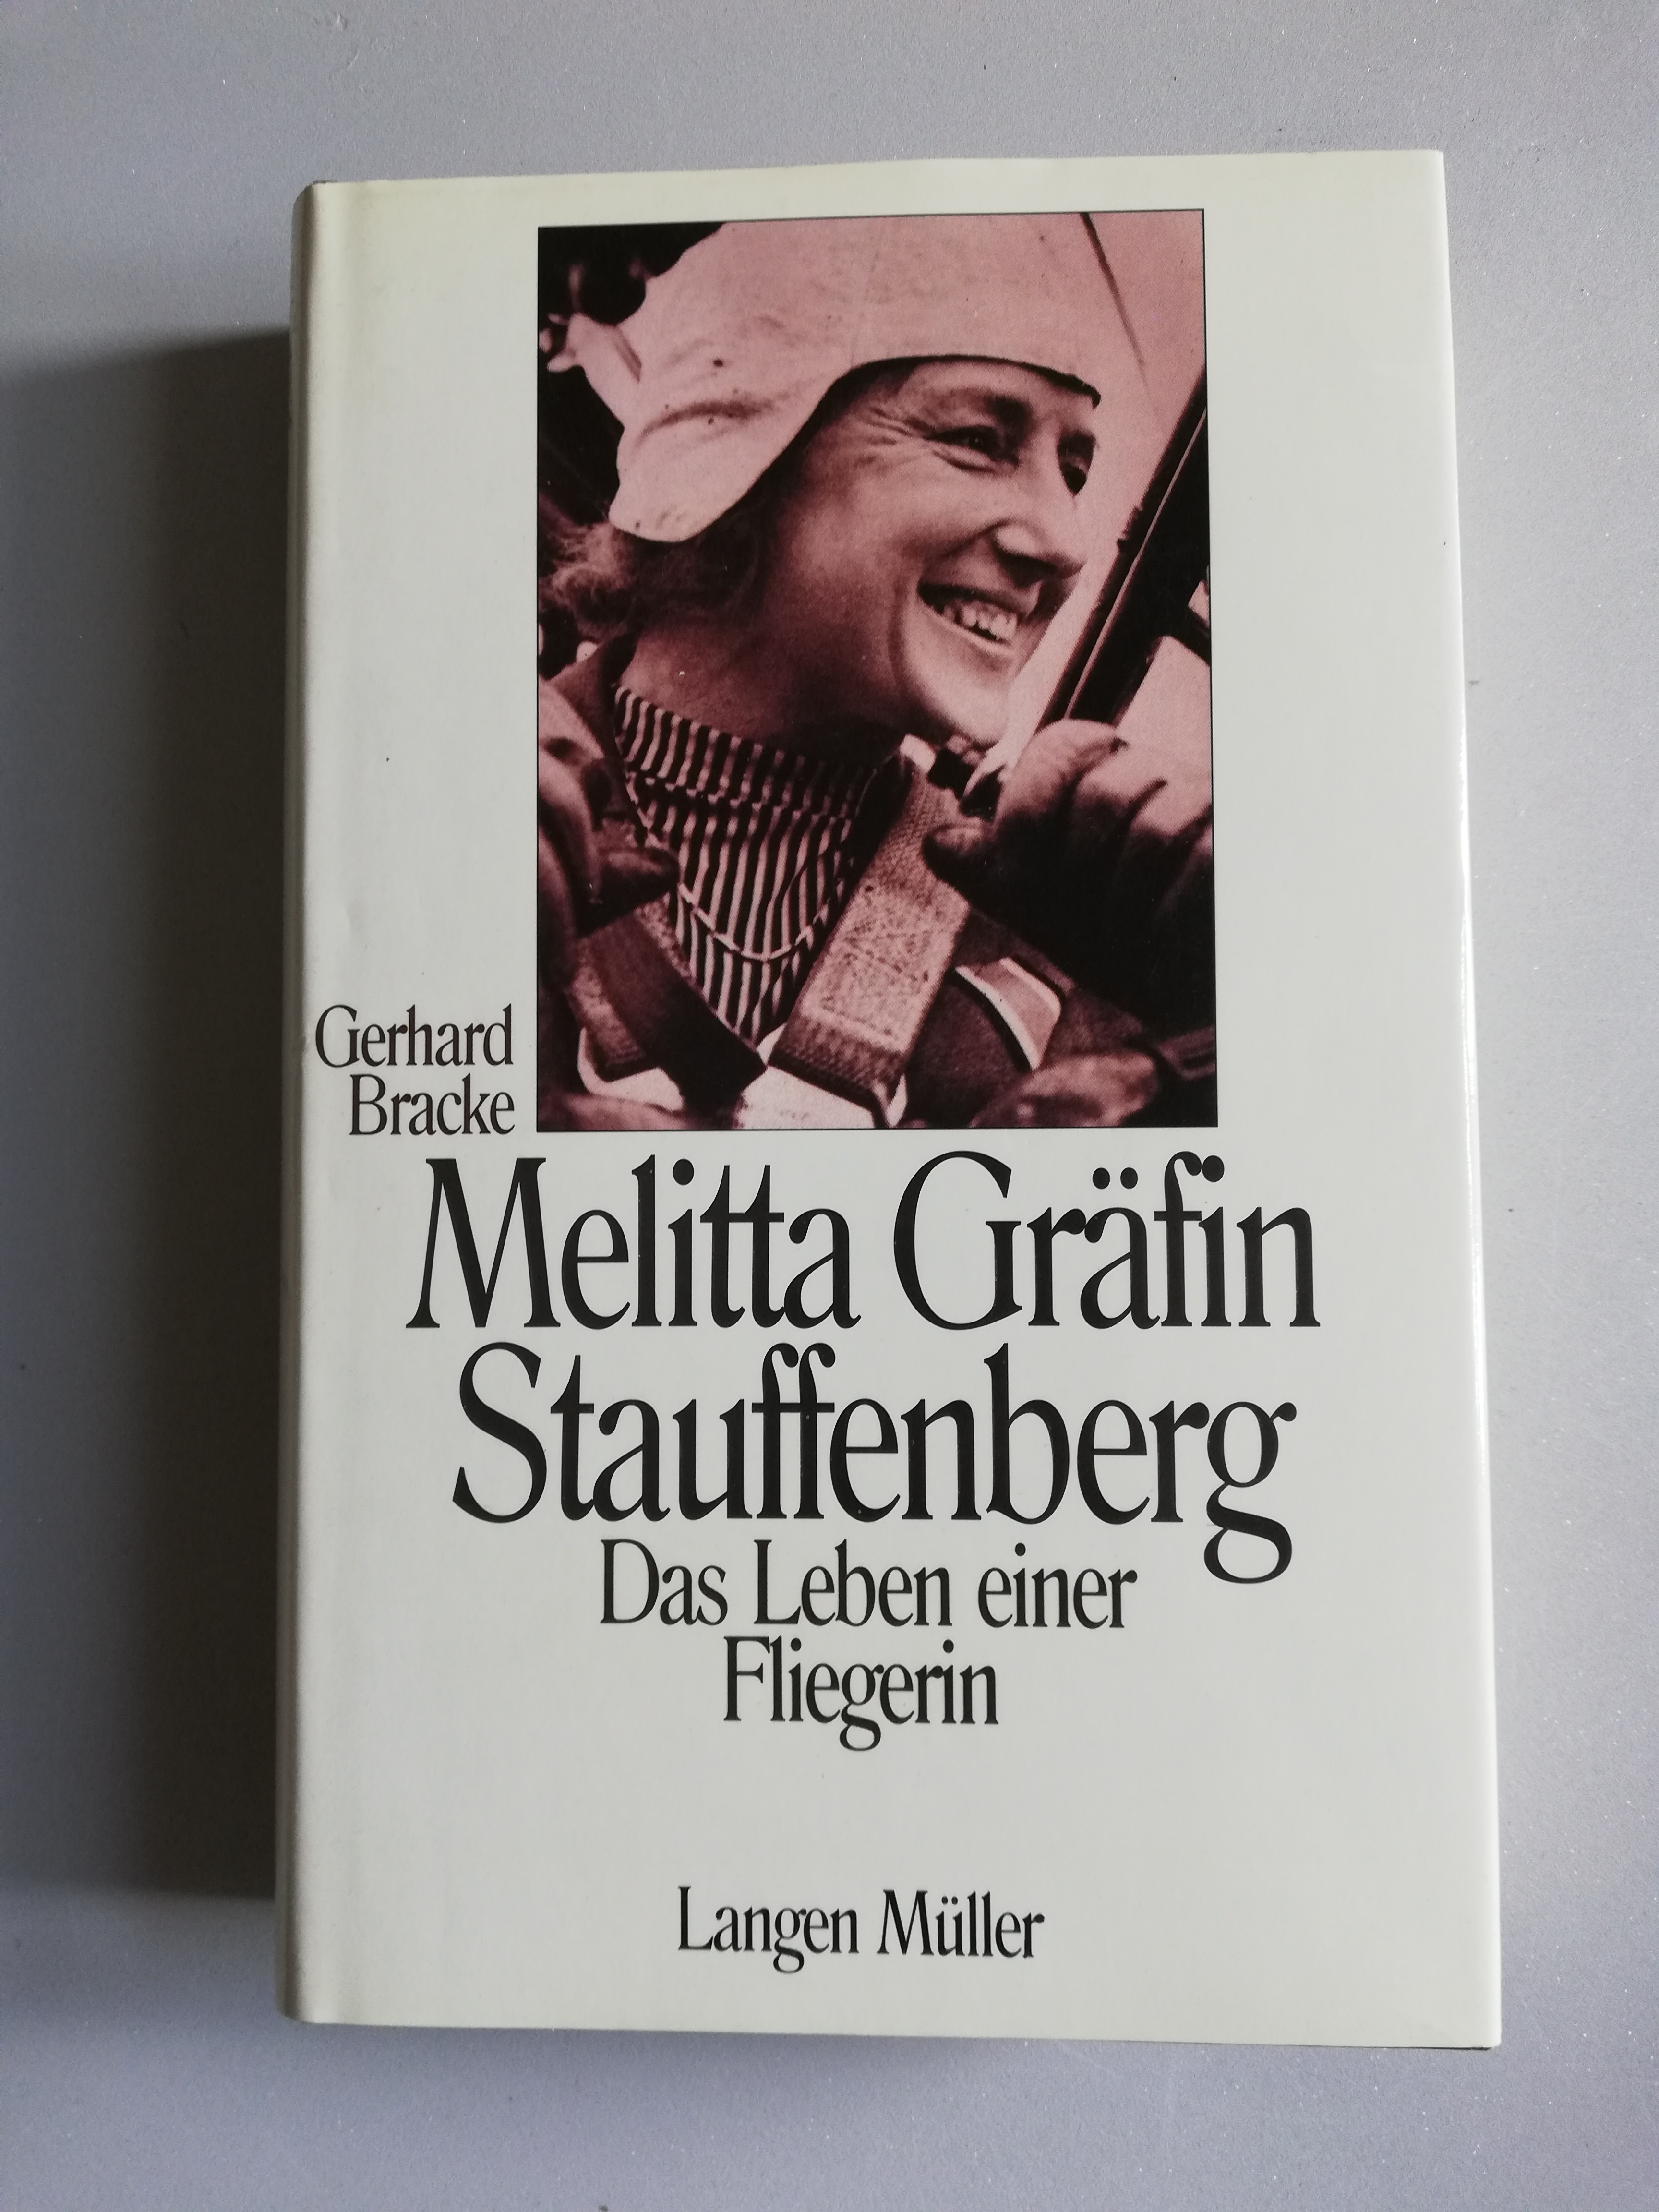 Gerhard
Bracke
Melitta Gräfin
Stauffenberg
Das Leben einer
Fliegerin
Langen Müller